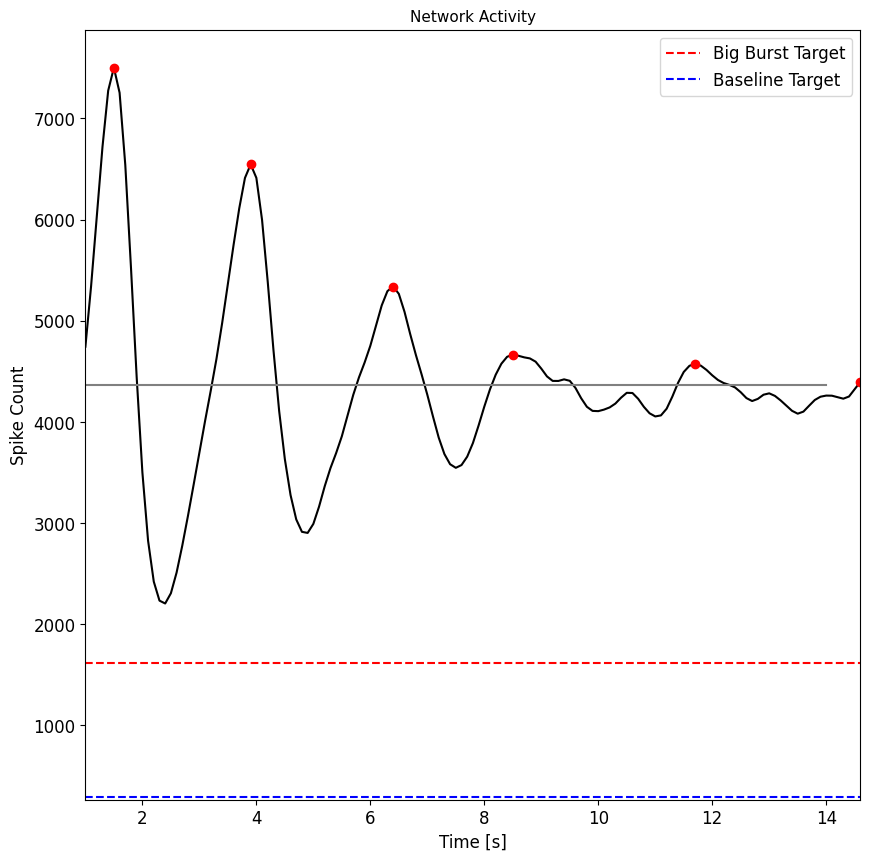 Network Activity
Big Burst Target
Baseline Target
Spike Count
7000
6000
5000
4000
3000
2000
1000
2 4 6 8 10 12 14
Time [s]